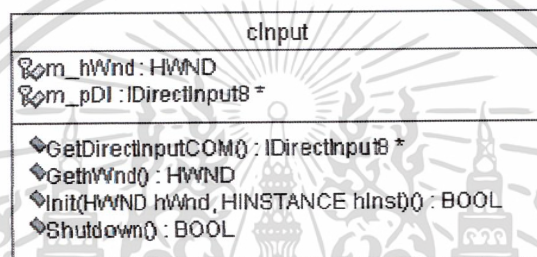 cInput
m_hWnd : HWND
m_pDI : IDirectInput8 *
GetDirectInputCOM() : IDirectInput8 *
GethWnd() : HWND
Init(HWND hWnd, HINSTANCE hInst)() : BOOL
Shutdown() : BOOL